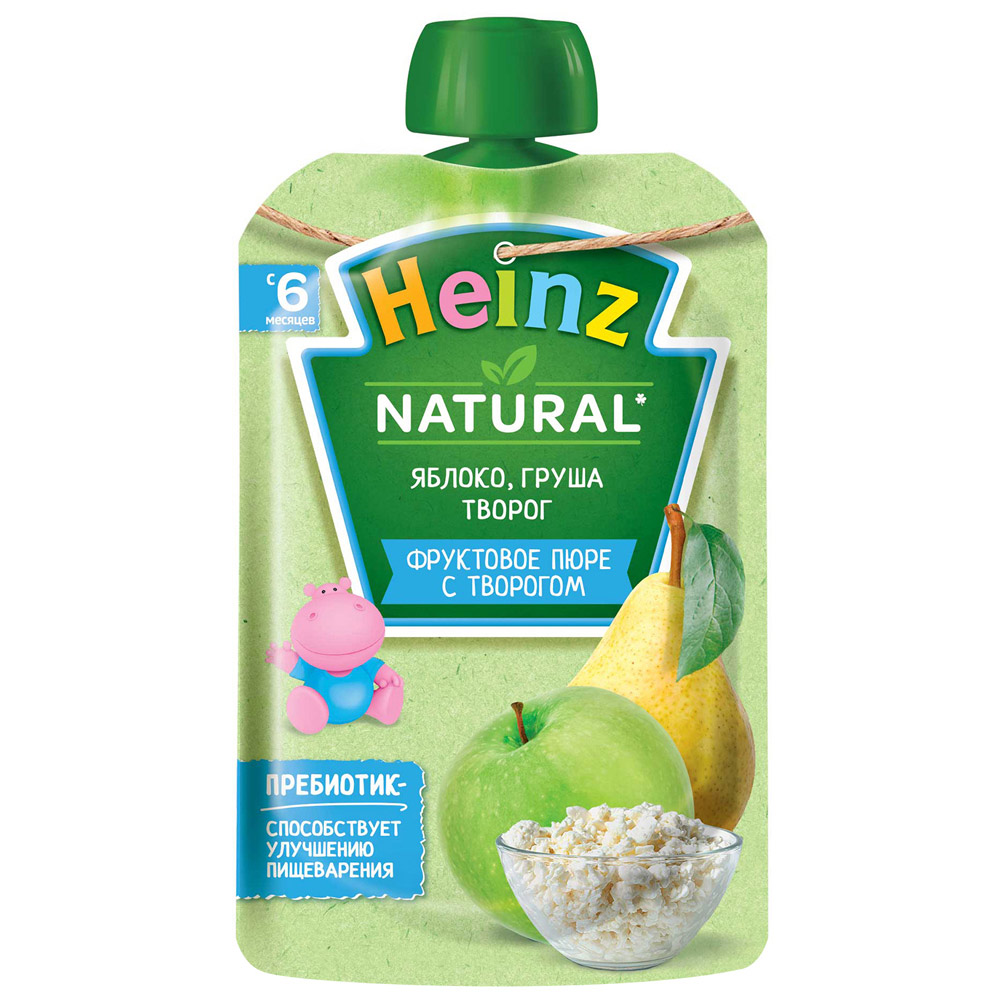 Heinz
с 6
месяцев
NATURAL*
ЯБЛОКО, ГРУША
ТВОРОГ
ФРУКТОВОЕ ПЮРЕ
С ТВОРОГОМ
ПРЕБИОТИК-
СПОСОБСТВУЕТ
УЛУЧШЕНИЮ
ПИЩЕВАРЕНИЯ